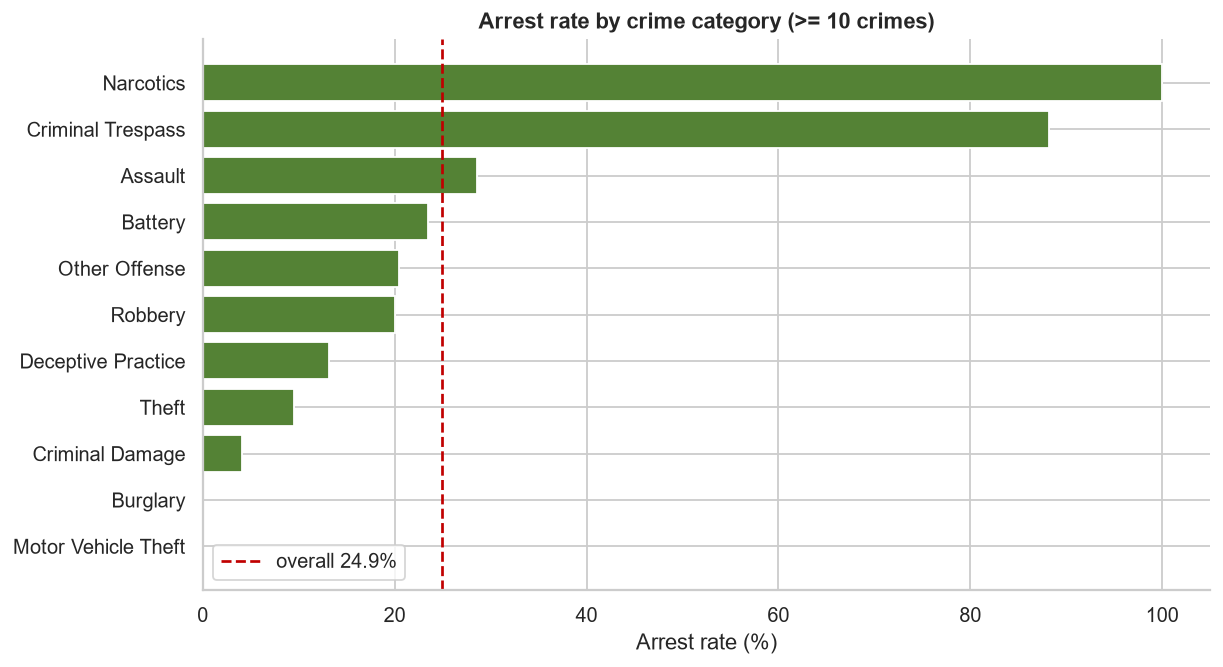 Arrest rate by crime category (>= 10 crimes)
Narcotics
Criminal Trespass
Assault
Battery
Other Offense
Robbery
Deceptive Practice
Theft
Criminal Damage
Burglary
Motor Vehicle Theft
overall 24.9%
0 20 40 60 80 100
Arrest rate (%)